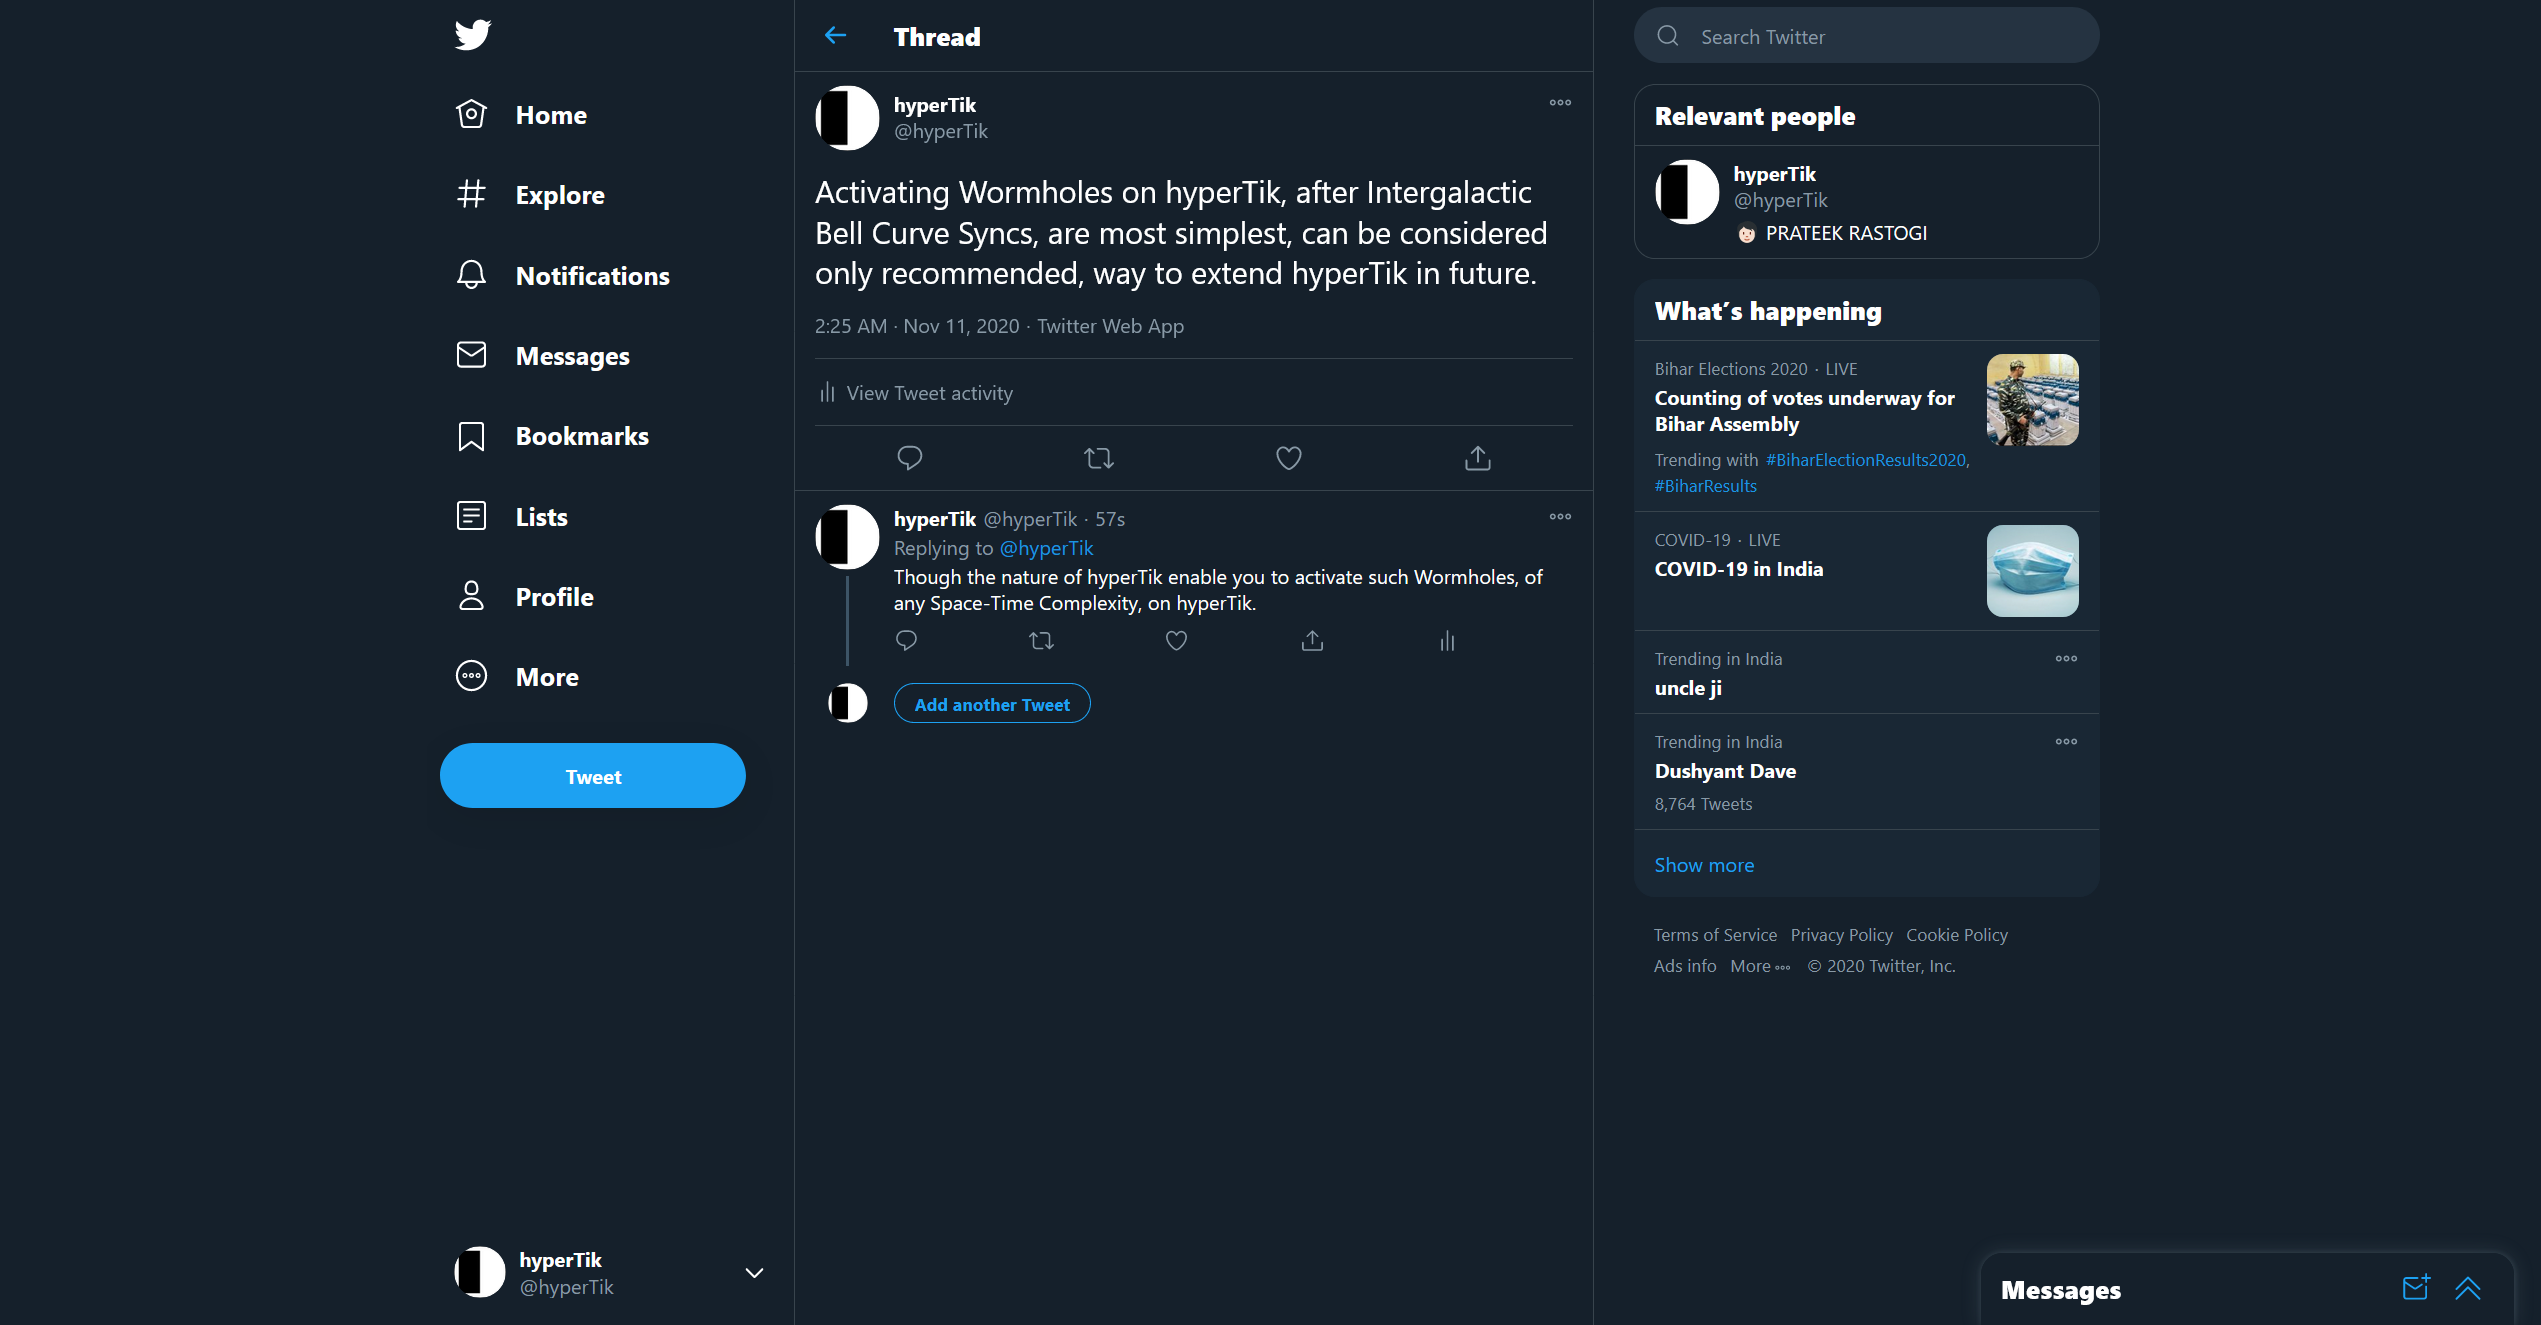 Home
Explore
Notifications
Messages
Bookmarks
Lists
Profile
More
Tweet
hyperTik
@hyperTik
Thread
hyperTik
@hyperTik
Activating Wormholes on hyperTik, after Intergalactic
Bell Curve Syncs, are most simplest, can be considered
only recommended, way to extend hyperTik in future.
2:25 AM · Nov 11, 2020 · Twitter Web App
View Tweet activity
hyperTik @hyperTik · 57s
Replying to @hyperTik
Though the nature of hyperTik enable you to activate such Wormholes, of
any Space-Time Complexity, on hyperTik.
Add another Tweet
Search Twitter
Relevant people
hyperTik
@hyperTik
PRATEEK RASTOGI
What's happening
Bihar Elections 2020 · LIVE
Counting of votes underway for
Bihar Assembly
Trending with #BiharElectionResults2020,
#BiharResults
COVID-19 · LIVE
COVID-19 in India
Trending in India
uncle ji
Trending in India
Dushyant Dave
8,764 Tweets
Show more
Terms of Service Privacy Policy Cookie Policy
Ads info More © 2020 Twitter, Inc.
Messages